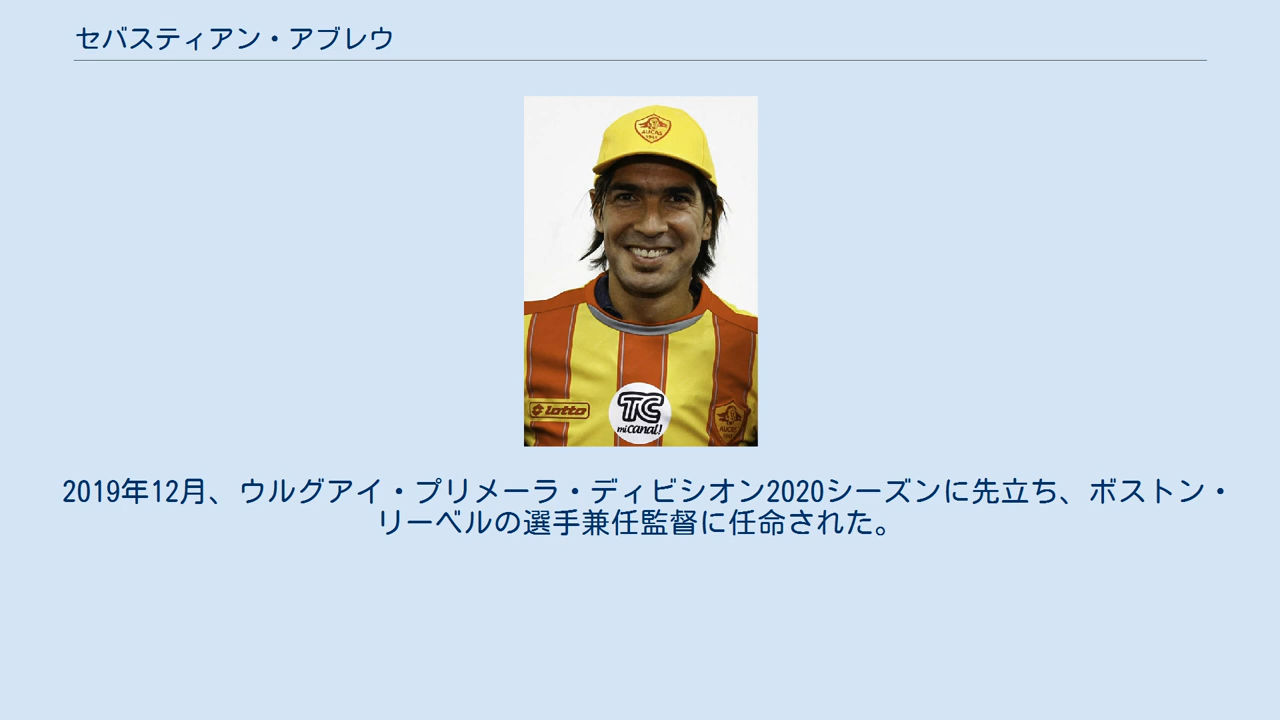 セバスティアン・アブレウ
AUCAS
1945
lotto
TC
mi canal!
AUCAS
2019年12月、ウルグアイ・プリメーラ・ディビシオン2020シーズンに先立ち、ボストン・
リーベルの選手兼任監督に任命された。